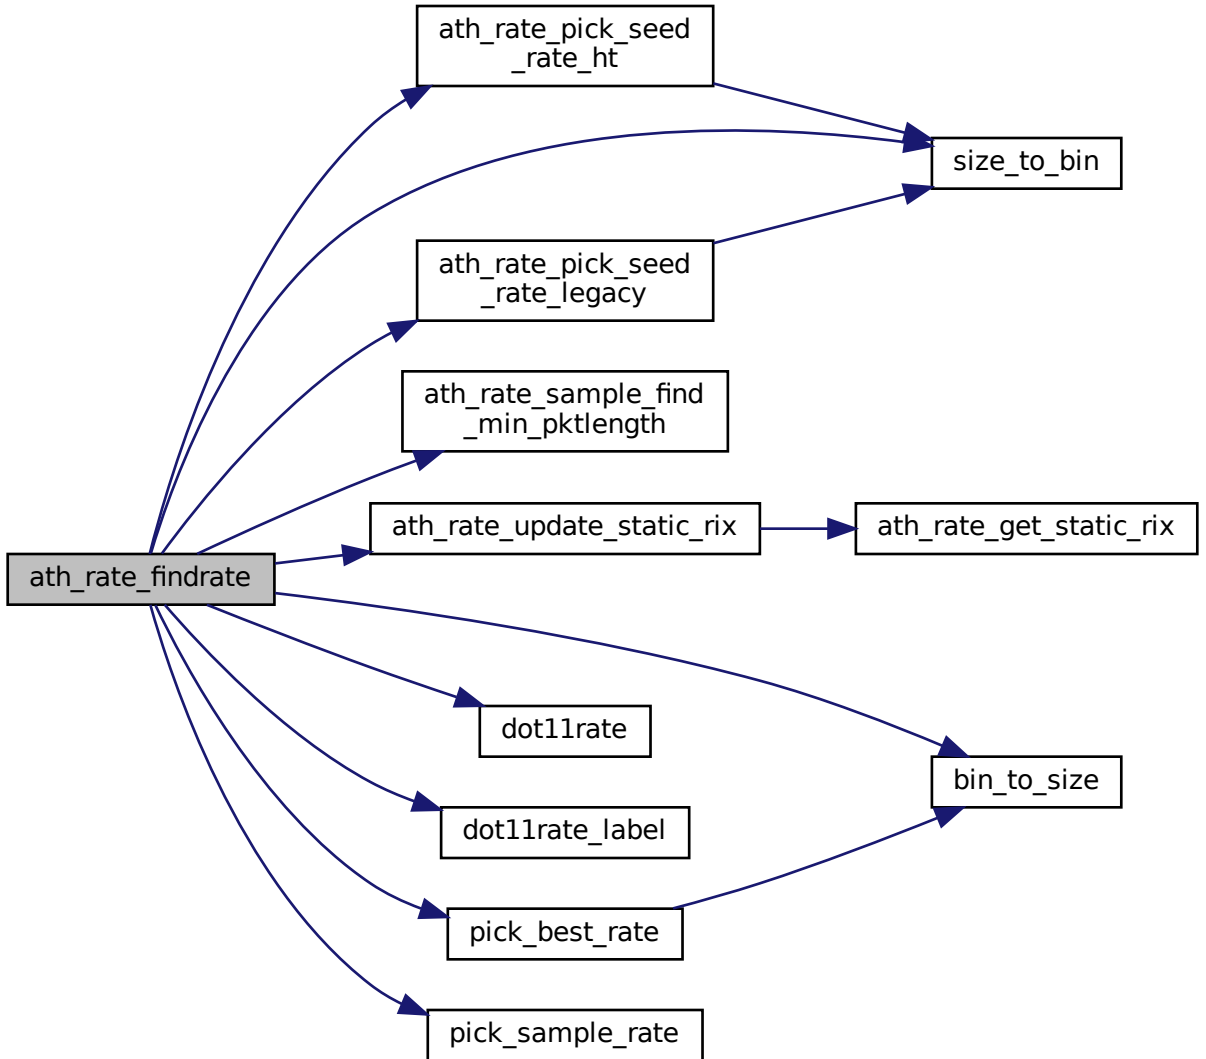 ath_rate_pick_seed
_rate_ht
size_to_bin
ath_rate_pick_seed
_rate_legacy
ath_rate_sample_find
_min_pktlength
ath_rate_update_static_rix
ath_rate_get_static_rix
ath_rate_findrate
dot11rate
bin_to_size
dot11rate_label
pick_best_rate
pick_sample_rate